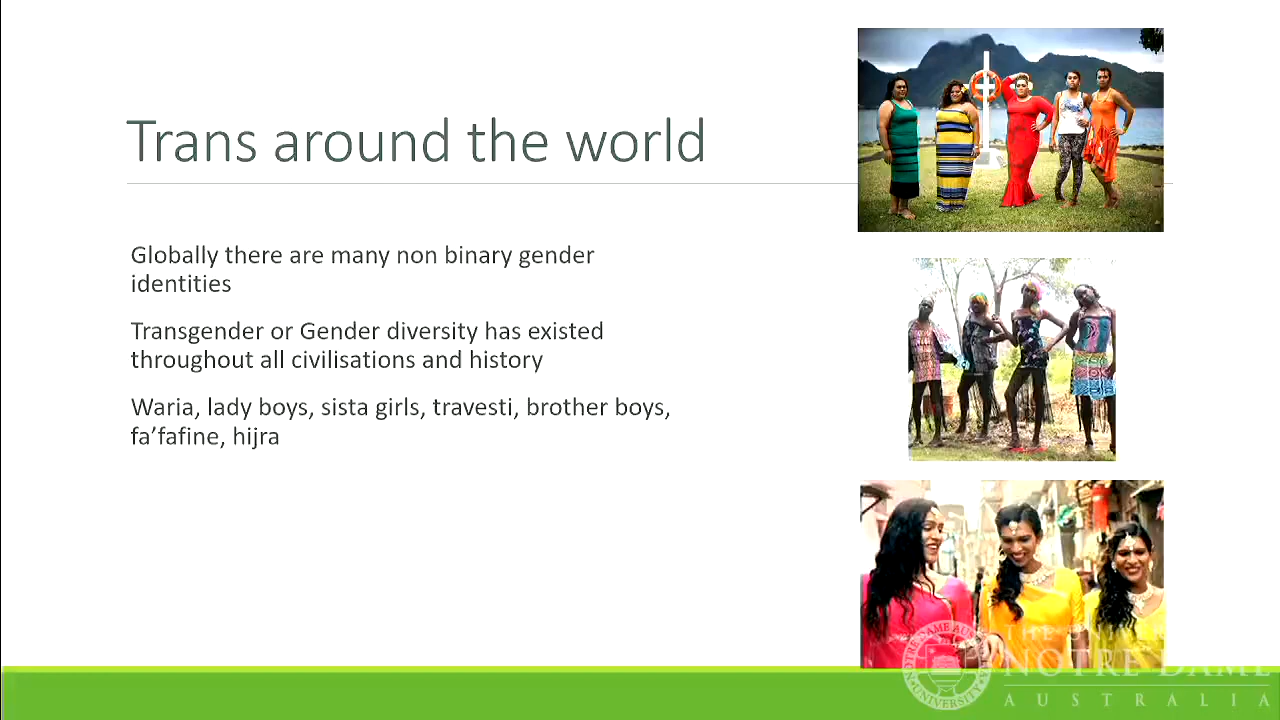 Trans around the world
Globally there are many non binary gender
identities
Transgender or Gender diversity has existed
throughout all civilisations and history
Waria, lady boys, sista girls, travesti, brother boys,
fa’fafine, hijra
NOTRE DAME
AUSTRALIA